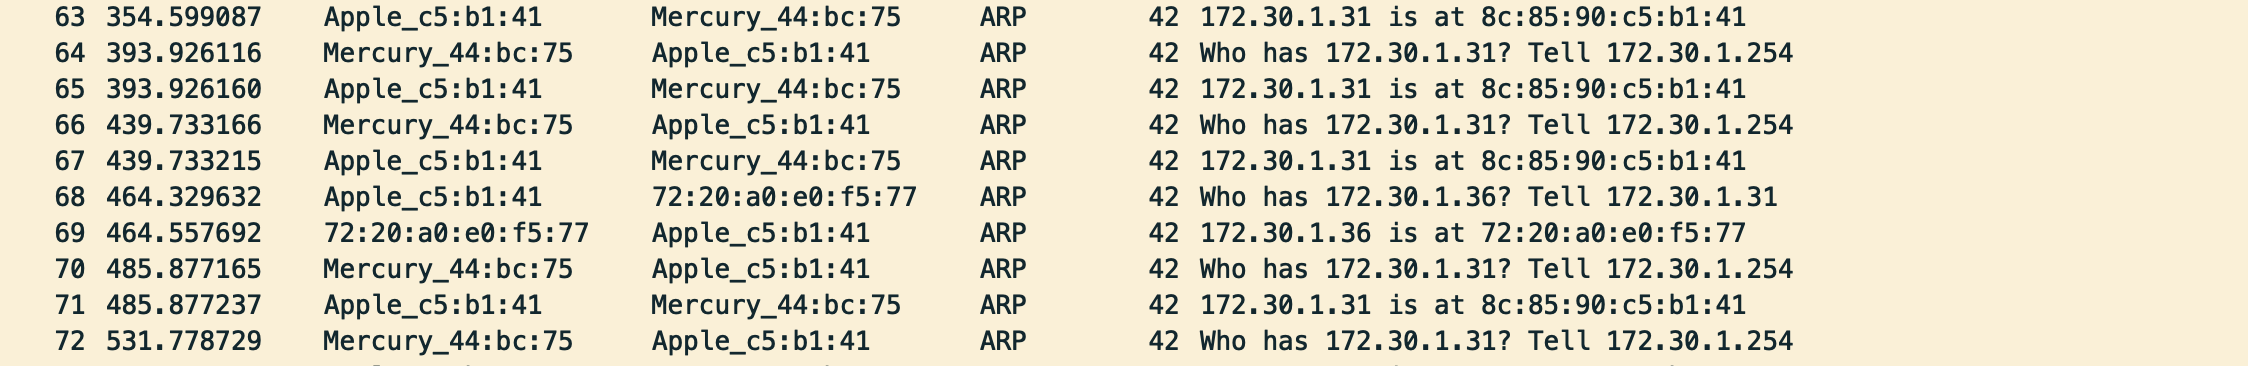 63 354.599087 Apple_c5:b1:41 Mercury_44:bc:75 ARP 42 172.30.1.31 is at 8c:85:90:c5:b1:41
64 393.926116 Mercury_44:bc:75 Apple_c5:b1:41 ARP 42 Who has 172.30.1.31? Tell 172.30.1.254
65 393.926160 Apple_c5:b1:41 Mercury_44:bc:75 ARP 42 172.30.1.31 is at 8c:85:90:c5:b1:41
66 439.733166 Mercury_44:bc:75 Apple_c5:b1:41 ARP 42 Who has 172.30.1.31? Tell 172.30.1.254
67 439.733215 Apple_c5:b1:41 Mercury_44:bc:75 ARP 42 172.30.1.31 is at 8c:85:90:c5:b1:41
68 464.329632 Apple_c5:b1:41 72:20:a0:e0:f5:77 ARP 42 Who has 172.30.1.36? Tell 172.30.1.31
69 464.557692 72:20:a0:e0:f5:77 Apple_c5:b1:41 ARP 42 172.30.1.36 is at 72:20:a0:e0:f5:77
70 485.877165 Mercury_44:bc:75 Apple_c5:b1:41 ARP 42 Who has 172.30.1.31? Tell 172.30.1.254
71 485.877237 Apple_c5:b1:41 Mercury_44:bc:75 ARP 42 172.30.1.31 is at 8c:85:90:c5:b1:41
72 531.778729 Mercury_44:bc:75 Apple_c5:b1:41 ARP 42 Who has 172.30.1.31? Tell 172.30.1.254